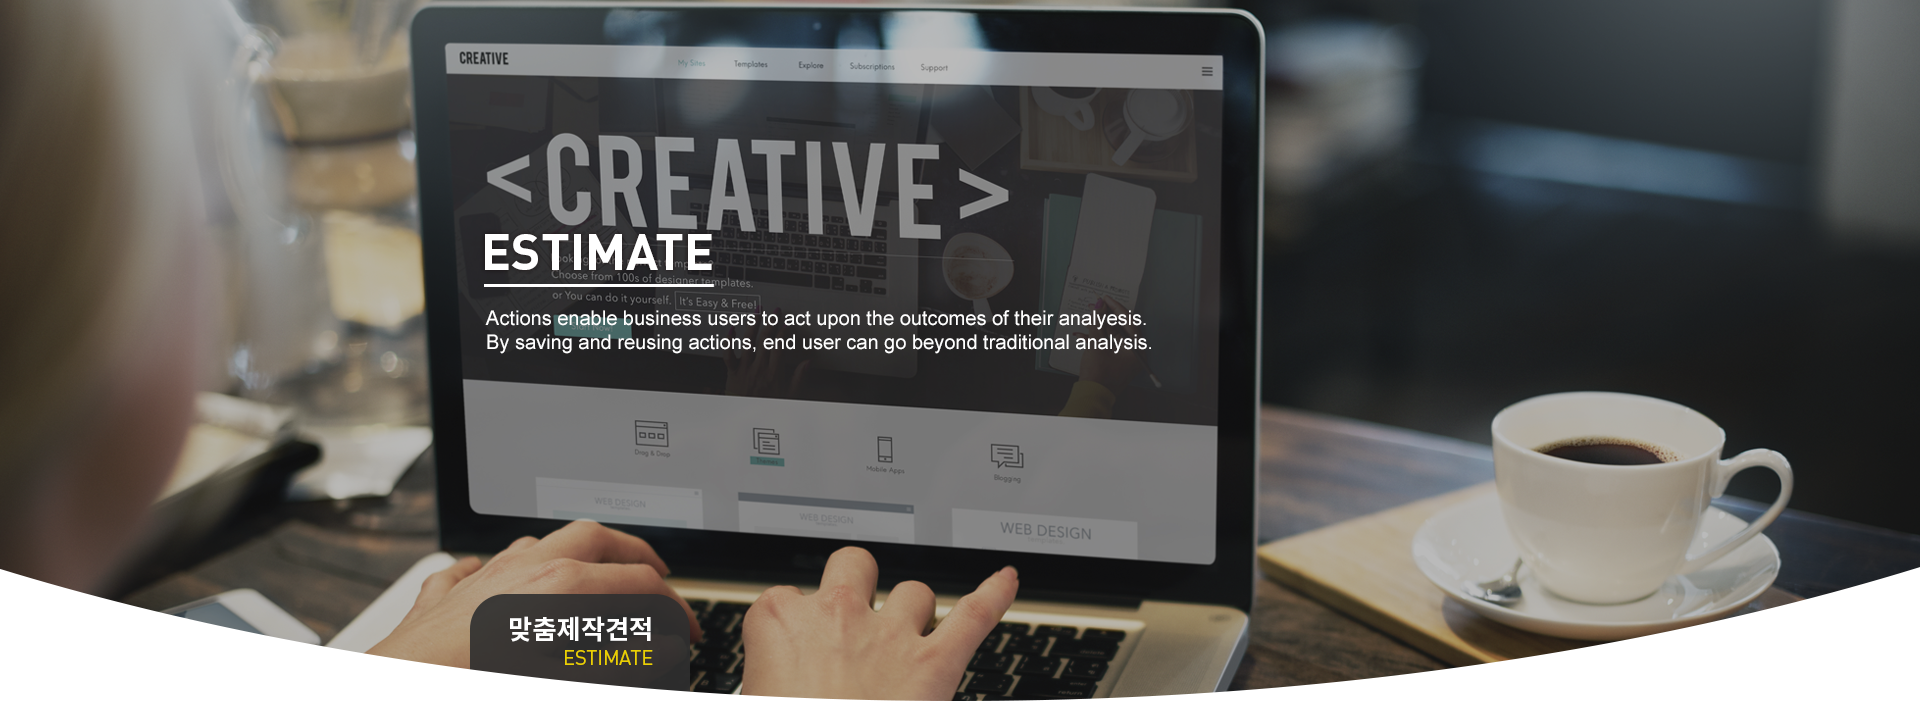 CREATIVE
My Sites Templates Explore Subscriptions Support
<CREATIVE>
ESTIMATE
Choose from 100s of designer templates.
or You can do it yourself. It's Easy & Free!
Actions enable business users to act upon the outcomes of their analyesis.
By saving and reusing actions, end user can go beyond traditional analysis.
Drag & Drop Themes Mobile Apps Blogging
WEB DESIGN WEB DESIGN WEB DESIGN
맞춤제작견적
ESTIMATE